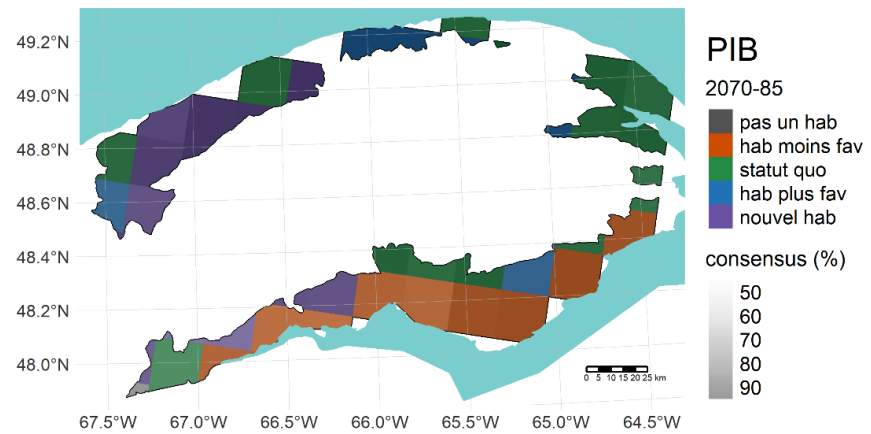 49.2°N
49.0°N
48.8°N
48.6°N
48.4°N
48.2°N
48.0°N
67.5°W 67.0°W 66.5°W 66.0°W 65.5°W 65.0°W 64.5°W
0 5 10 15 20 25 km
PIB
2070-85
pas un hab
hab moins fav
statut quo
hab plus fav
nouvel hab
consensus (%)
50
60
70
80
90